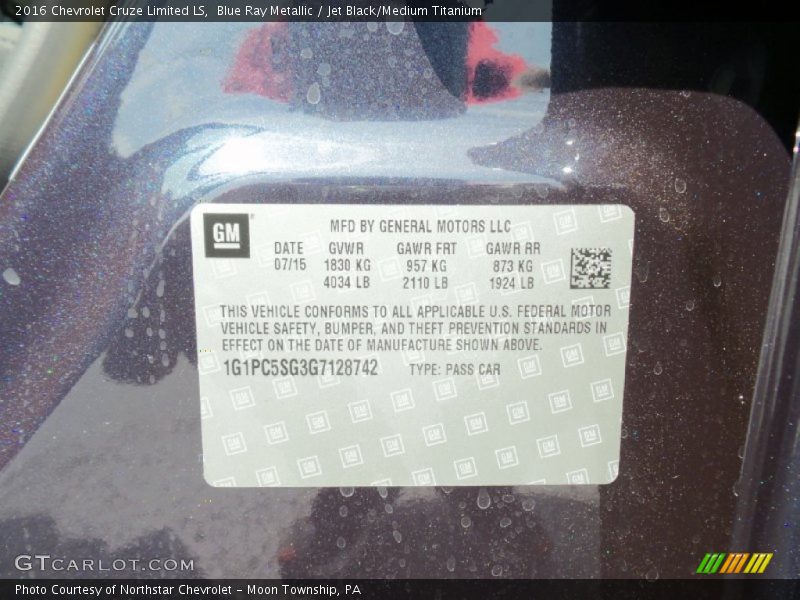 2016 Chevrolet Cruze Limited LS,  Blue Ray Metallic / Jet Black/Medium Titanium
GM
MFD BY GENERAL MOTORS LLC
DATE GVWR GAWR FRT GAWR RR
07/15 1830 KG 957 KG 873 KG
4034 LB 2110 LB 1924 LB
THIS VEHICLE CONFORMS TO ALL APPLICABLE U.S. FEDERAL MOTOR
VEHICLE SAFETY, BUMPER, AND THEFT PREVENTION STANDARDS IN
EFFECT ON THE DATE OF MANUFACTURE SHOWN ABOVE.
1G1PC5SG3G7128742 TYPE: PASS CAR
GTCARLOT.COM
Photo Courtesy of Northstar Chevrolet - Moon Township, PA